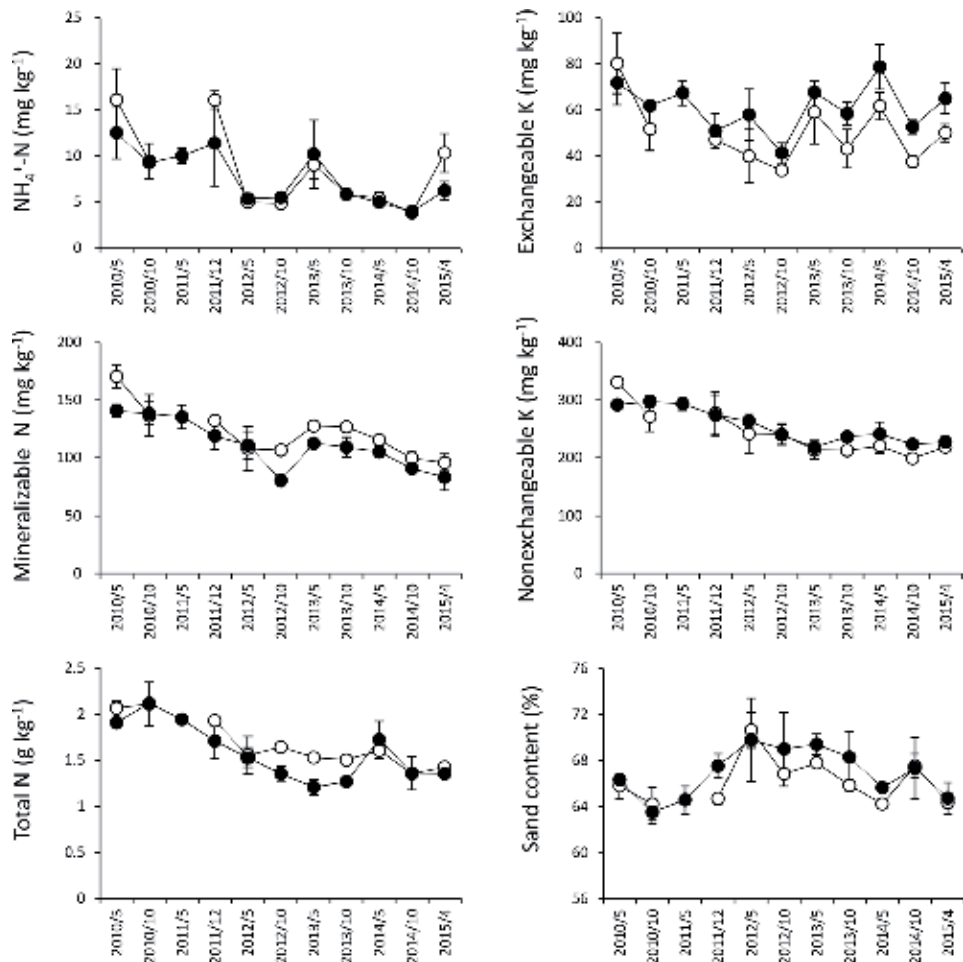 NH₄⁺-N (mg kg⁻¹)
25
20
15
10
5
0
2010/5 2010/10 2011/5 2011/12 2012/5 2012/10 2013/5 2013/10 2014/5 2014/10 2015/4
Exchangeable K (mg kg⁻¹)
100
80
60
40
20
0
2010/5 2010/10 2011/5 2011/12 2012/5 2012/10 2013/5 2013/10 2014/5 2014/10 2015/4
Mineralizable N (mg kg⁻¹)
200
150
100
50
0
2010/5 2010/10 2011/5 2011/12 2012/5 2012/10 2013/5 2013/10 2014/5 2014/10 2015/4
Nonexchangeable K (mg kg⁻¹)
400
300
200
100
0
2010/5 2010/10 2011/5 2011/12 2012/5 2012/10 2013/5 2013/10 2014/5 2014/10 2015/4
Total N (g kg⁻¹)
2.5
2
1.5
1
0.5
0
2010/5 2010/10 2011/5 2011/12 2012/5 2012/10 2013/5 2013/10 2014/5 2014/10 2015/4
Sand content (%)
76
72
68
64
60
56
2010/5 2010/10 2011/5 2011/12 2012/5 2012/10 2013/5 2013/10 2014/5 2014/10 2015/4